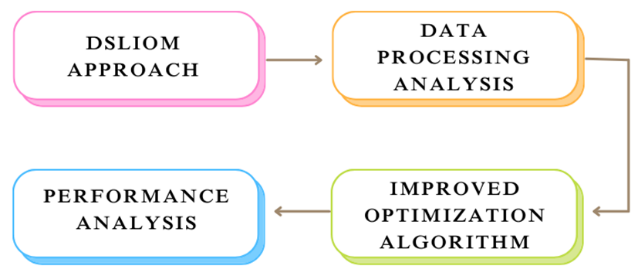 DSLIOM
APPROACH
DATA
PROCESSING
ANALYSIS
IMPROVED
OPTIMIZATION
ALGORITHM
PERFORMANCE
ANALYSIS